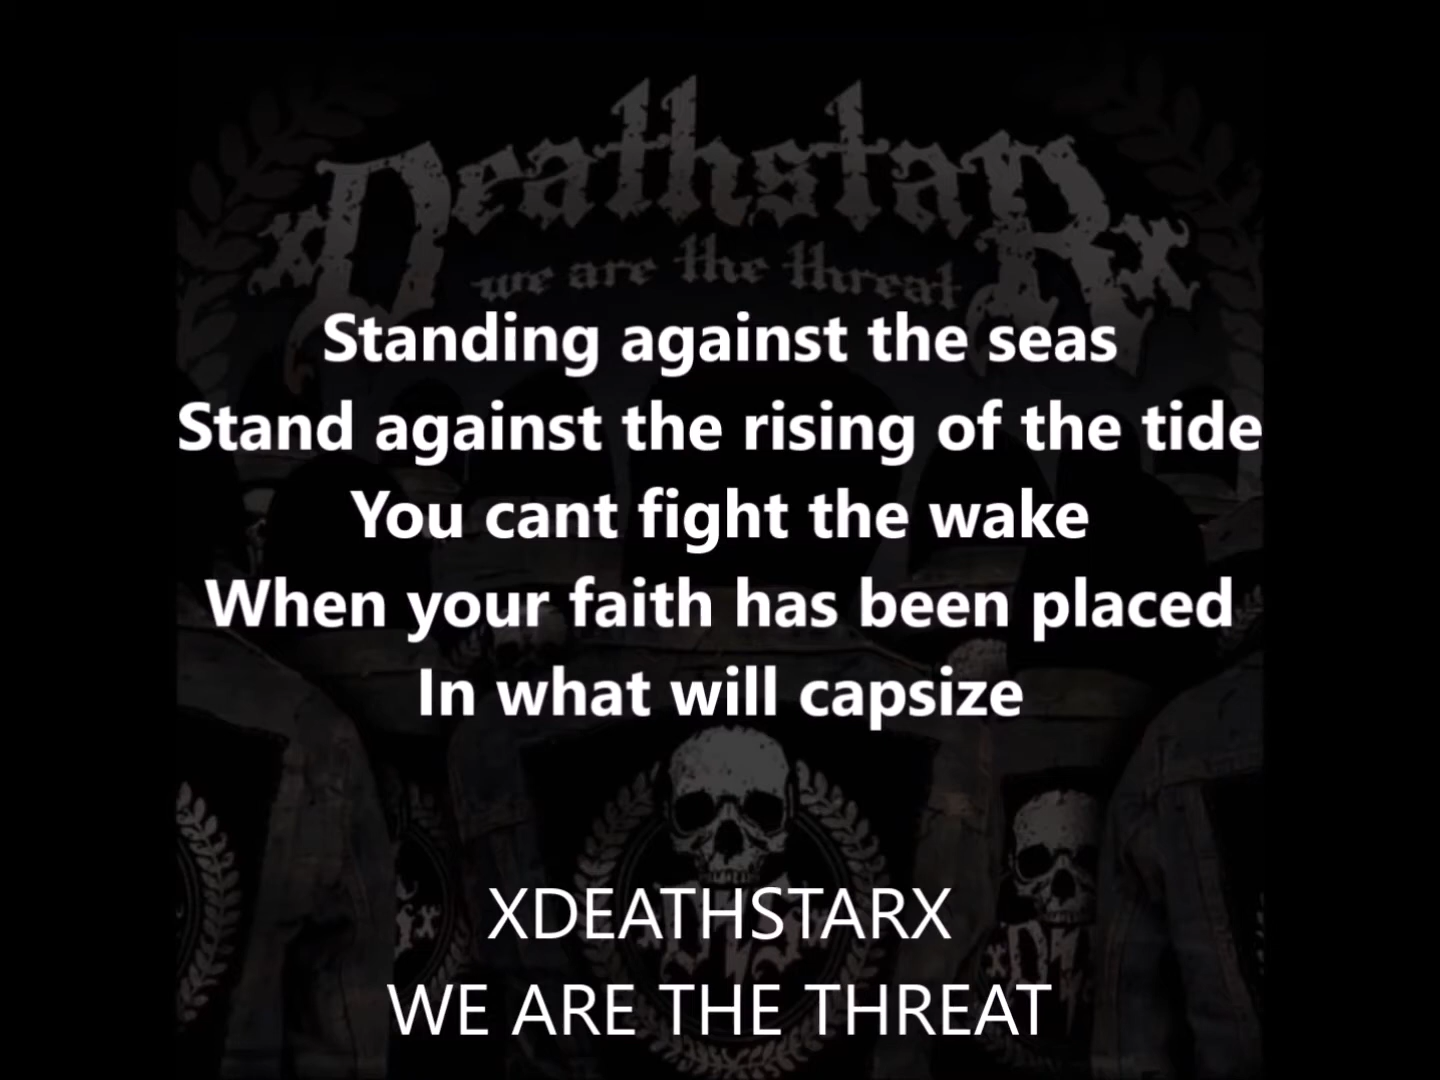 xDeathstaRx
we are the threat
Standing against the seas
Stand against the rising of the tide
You cant fight the wake
When your faith has been placed
In what will capsize
XDEATHSTARX
WE ARE THE THREAT